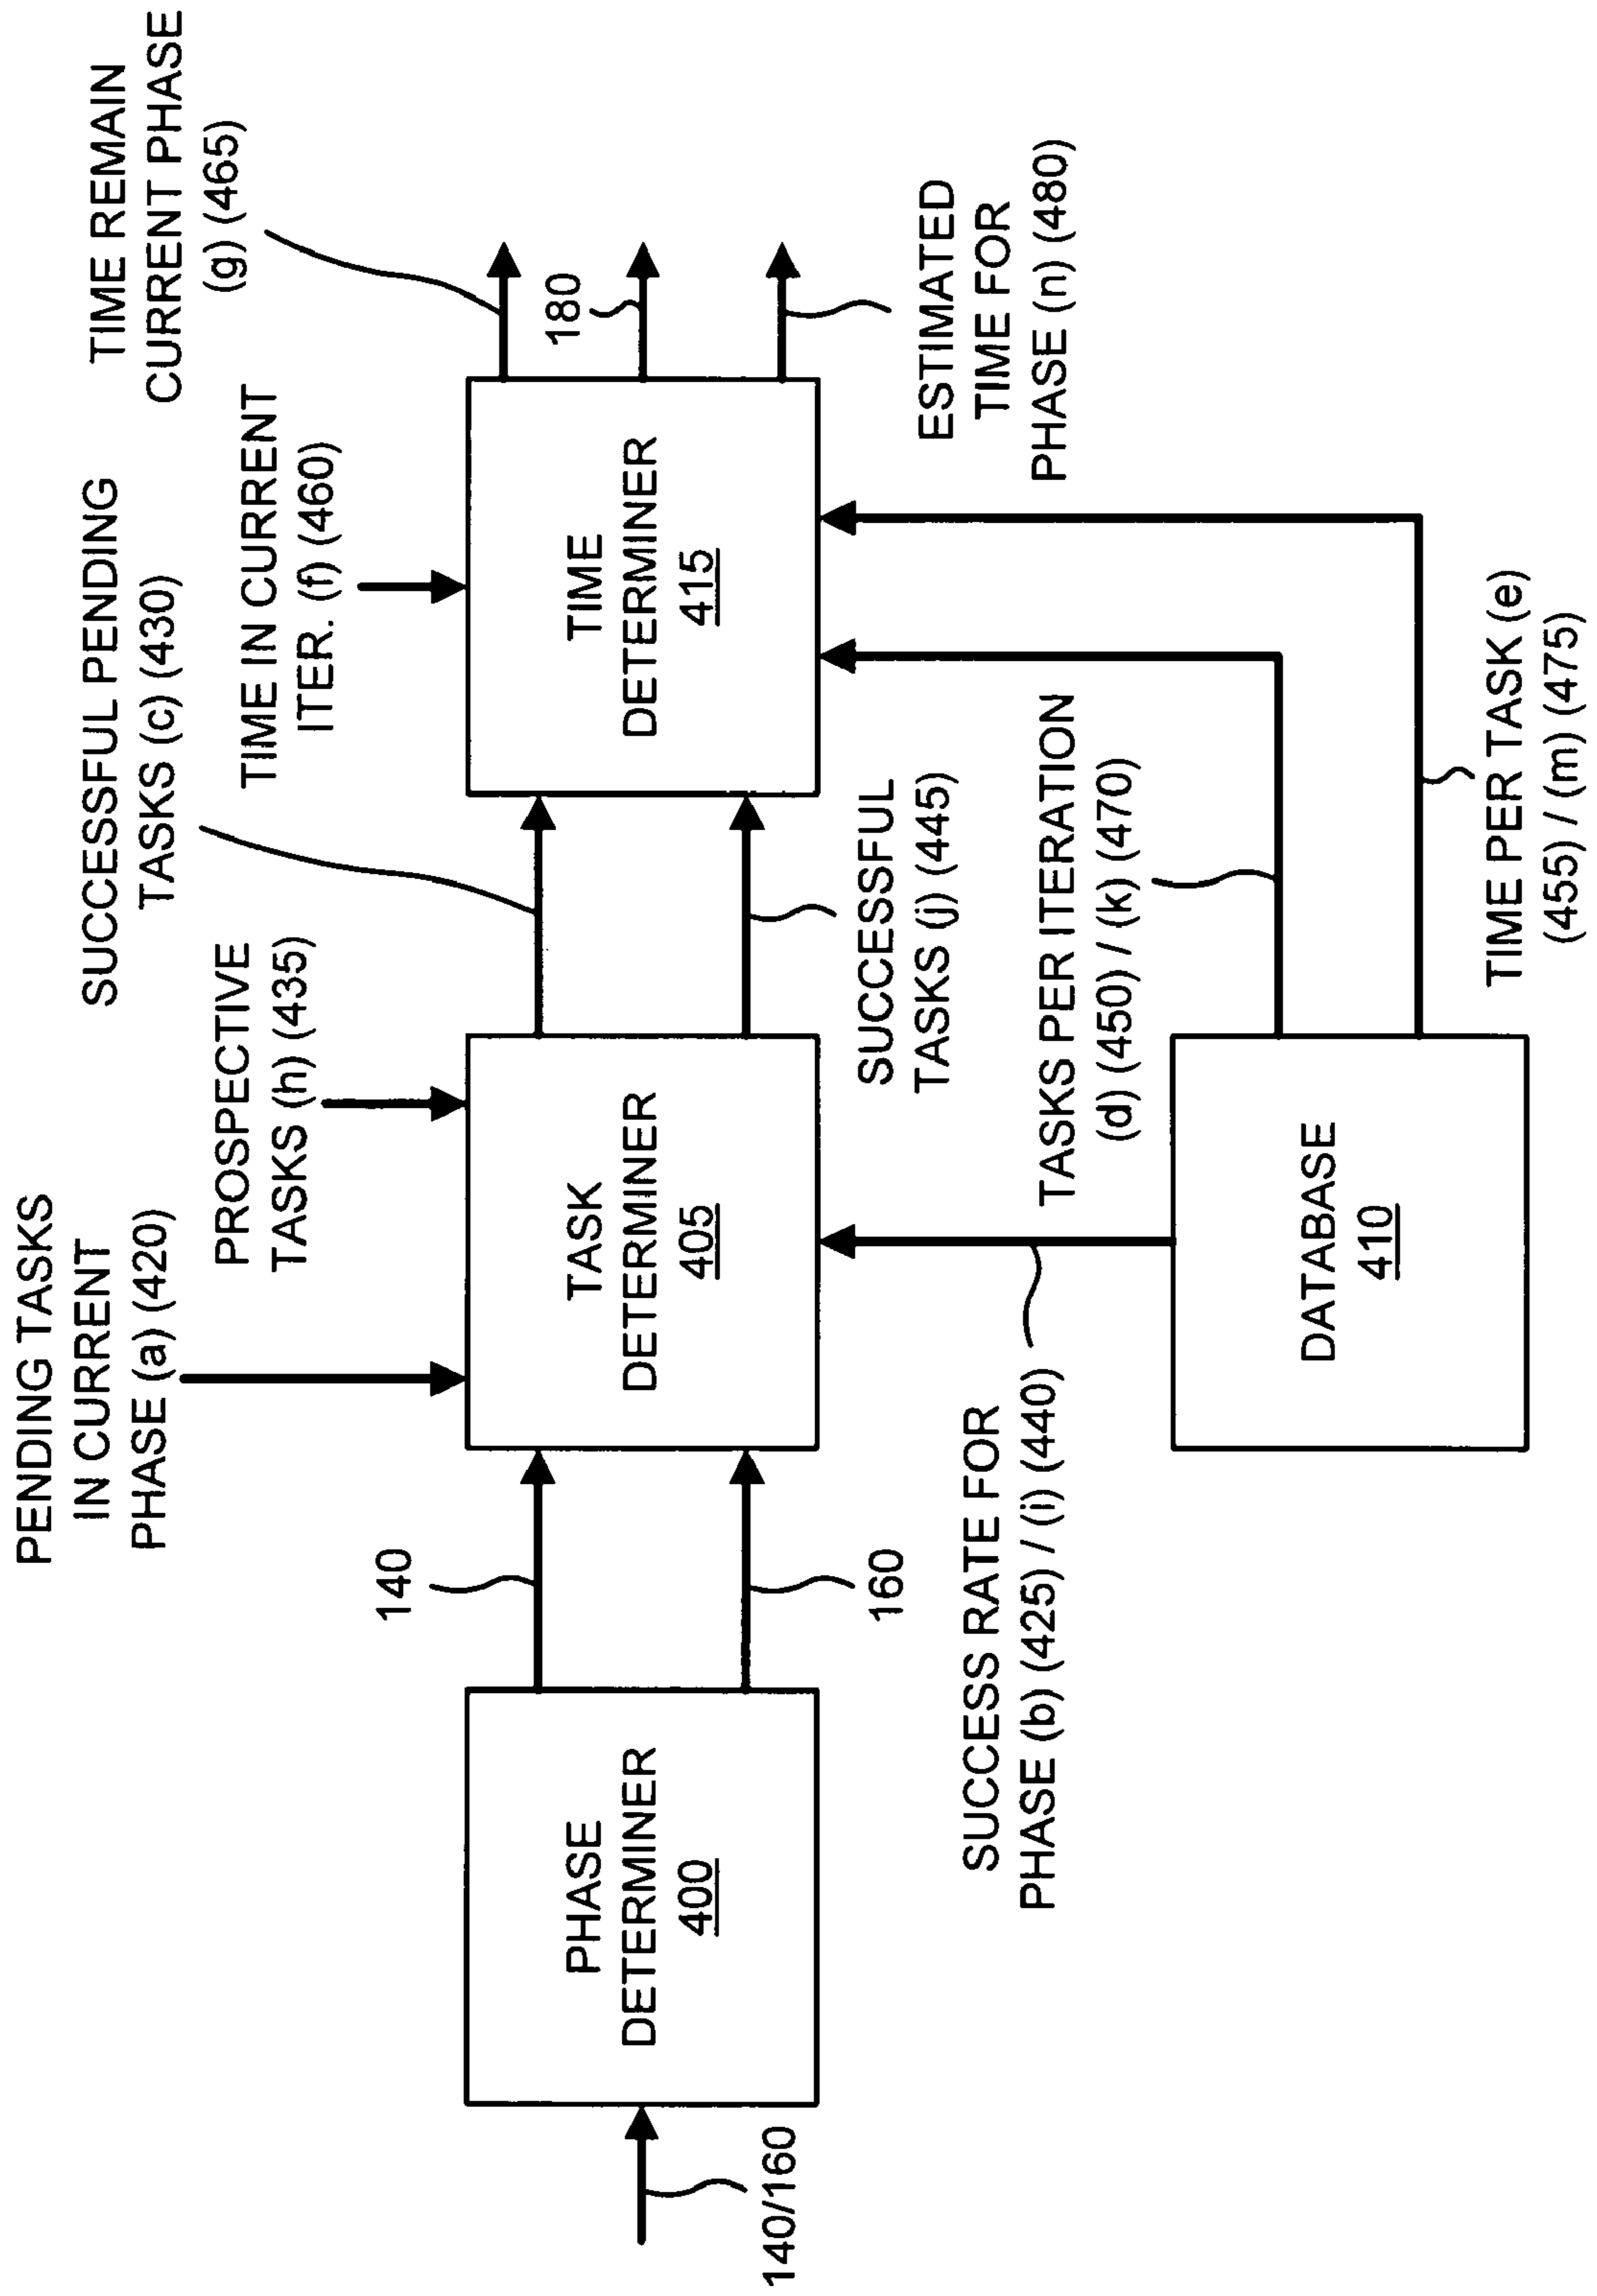 PENDING TASKS
IN CURRENT
PHASE (a) (420)
PROSPECTIVE
TASKS (h) (435)
SUCCESSFUL PENDING
TASKS (c) (430)
TIME IN CURRENT
ITER. (f) (460)
TIME REMAIN
CURRENT PHASE
(g) (465)
140/160
PHASE
DETERMINER
400
140
160
TASK
DETERMINER
405
SUCCESSFUL
TASKS (j) (445)
TIME
DETERMINER
415
180
ESTIMATED
TIME FOR
PHASE (n) (480)
SUCCESS RATE FOR
PHASE (b) (425) / (i) (440)
TASKS PER ITERATION
(d) (450) / (k) (470)
DATABASE
410
TIME PER TASK (e)
(455) / (m) (475)